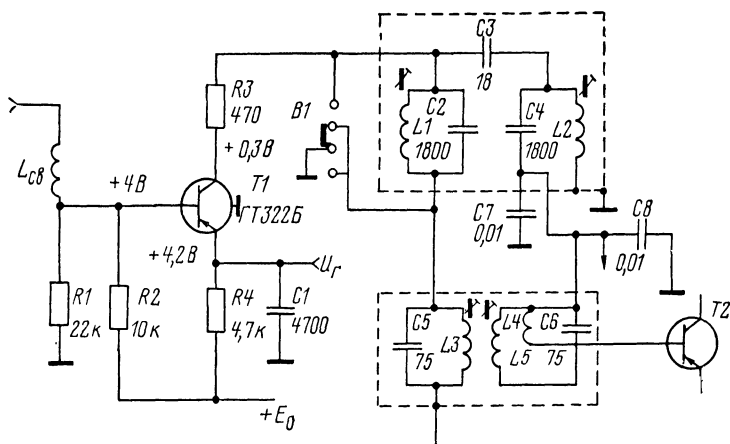 C3
18
R3
470
B1
C2
L1
1800
C4
L2
1800
Lсв
+0,3В
+4В
T1
ГТ322Б
C7
0,01
C8
0,01
+4,2В
Uг
R1
22к
R2
10к
R4
4,7к
C1
4700
C5
75
L3
L4
L5
C6
75
T2
+E0